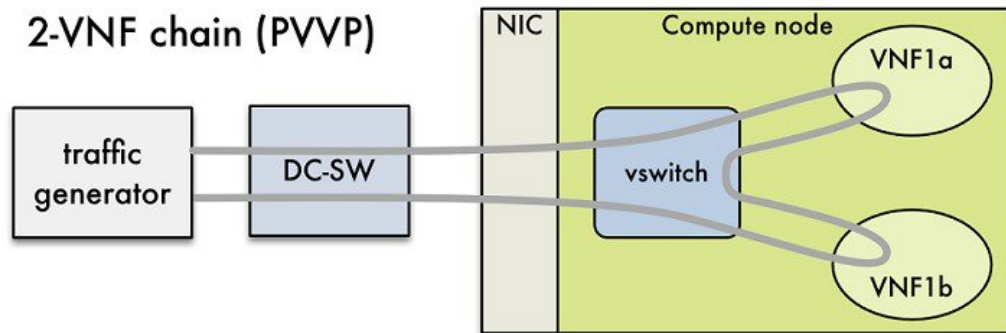 2-VNF chain (PVVP)
NIC
Compute node
VNF1a
traffic
generator
DC-SW
vswitch
VNF1b